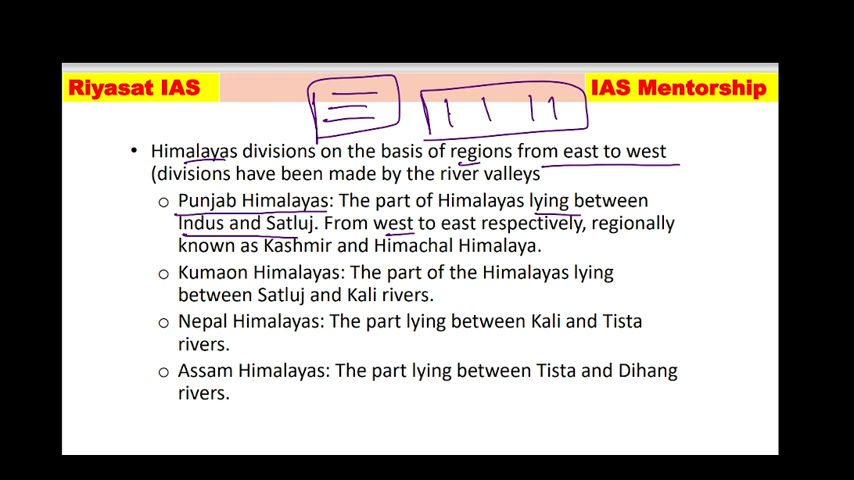 Riyasat IAS
IAS Mentorship
• Himalayas divisions on the basis of regions from east to west
(divisions have been made by the river valleys
o Punjab Himalayas: The part of Himalayas lying between
Indus and Satluj. From west to east respectively, regionally
known as Kashmir and Himachal Himalaya.
o Kumaon Himalayas: The part of the Himalayas lying
between Satluj and Kali rivers.
o Nepal Himalayas: The part lying between Kali and Tista
rivers.
o Assam Himalayas: The part lying between Tista and Dihang
rivers.